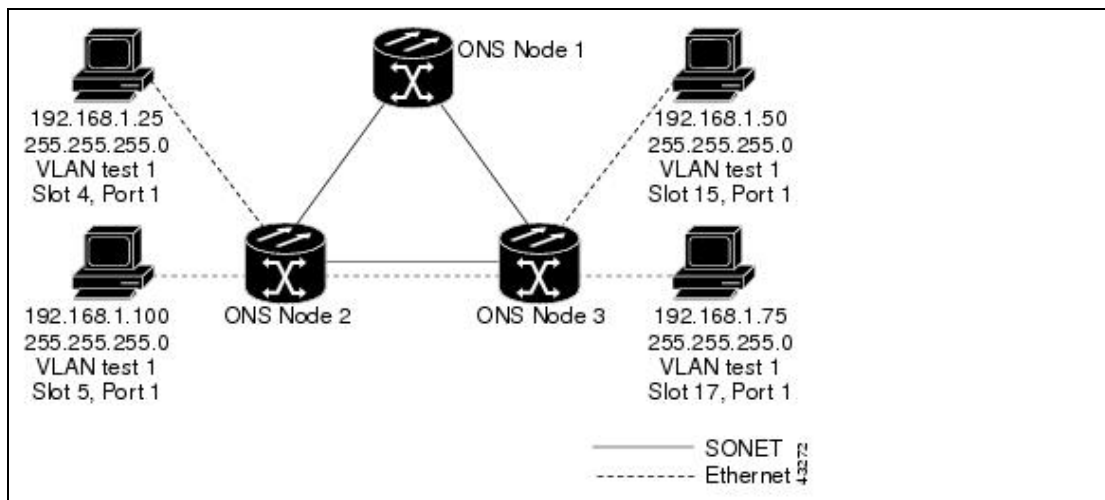 ONS Node 1
192.168.1.25
255.255.255.0
VLAN test 1
Slot 4, Port 1
192.168.1.50
255.255.255.0
VLAN test 1
Slot 15, Port 1
192.168.1.100
255.255.255.0
VLAN test 1
Slot 5, Port 1
ONS Node 2
ONS Node 3
192.168.1.75
255.255.255.0
VLAN test 1
Slot 17, Port 1
SONET
Ethernet
43272